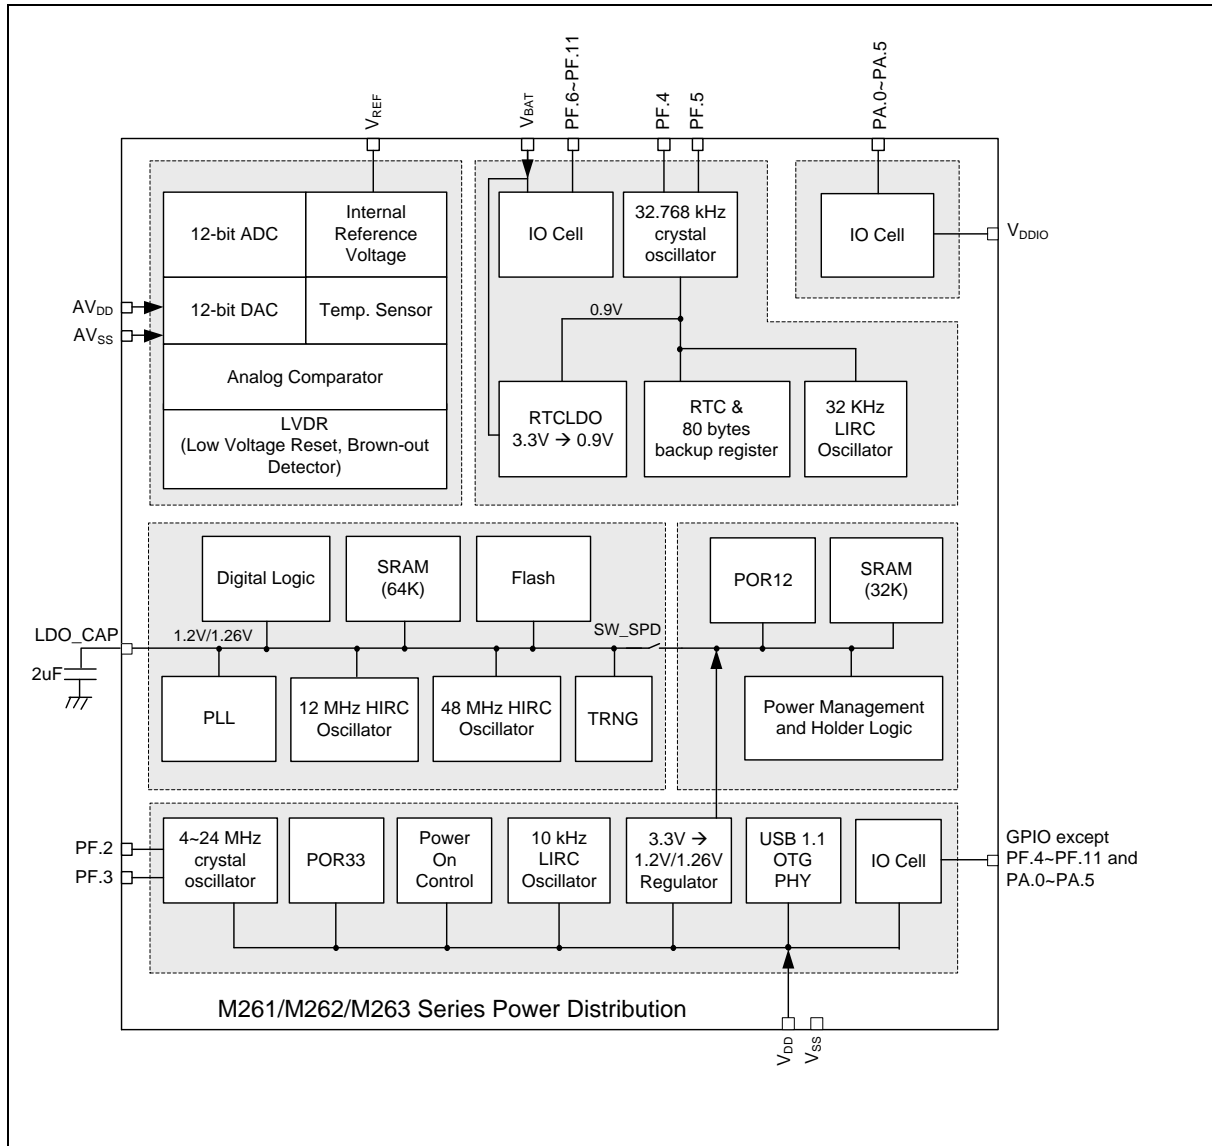 VREF
VBAT
PF.6~PF.11
PF.4
PF.5
PA.0~PA.5
12-bit ADC
Internal
Reference
Voltage
IO Cell
32.768 kHz
crystal
oscillator
IO Cell
VDDIO
AVDD
AVSS
12-bit DAC
Temp. Sensor
0.9V
Analog Comparator
LVDR
(Low Voltage Reset, Brown-out
Detector)
RTCLDO
3.3V → 0.9V
RTC &
80 bytes
backup register
32 KHz
LIRC
Oscillator
Digital Logic
SRAM
(64K)
Flash
POR12
SRAM
(32K)
LDO_CAP
1.2V/1.26V
SW_SPD
2uF
PLL
12 MHz HIRC
Oscillator
48 MHz HIRC
Oscillator
TRNG
Power Management
and Holder Logic
PF.2
PF.3
4~24 MHz
crystal
oscillator
POR33
Power
On
Control
10 kHz
LIRC
Oscillator
3.3V →
1.2V/1.26V
Regulator
USB 1.1
OTG
PHY
IO Cell
GPIO except
PF.4~PF.11 and
PA.0~PA.5
M261/M262/M263 Series Power Distribution
VDD
VSS